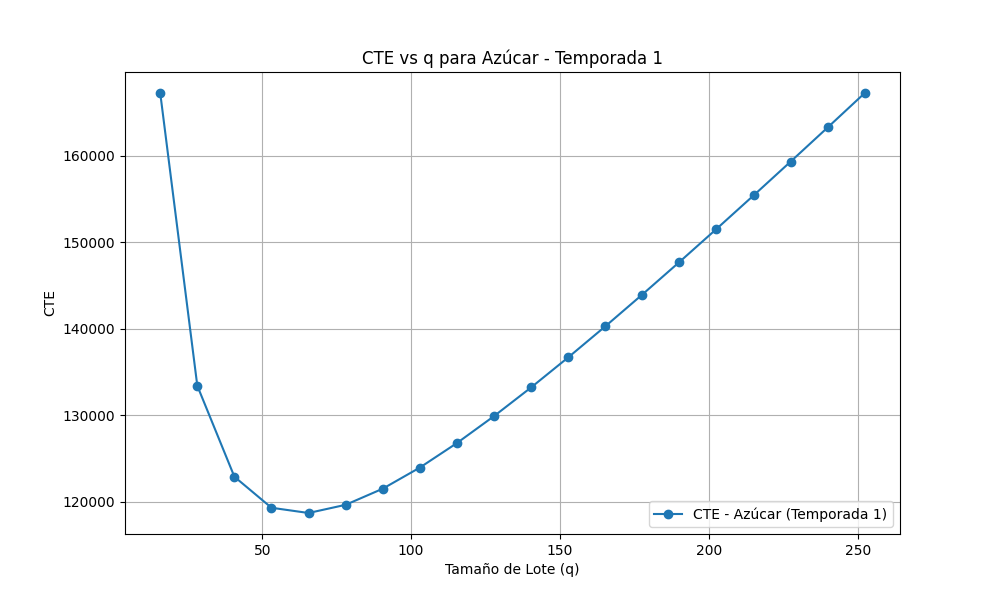 CTE vs q para Azúcar - Temporada 1
CTE
160000
150000
140000
130000
120000
50
100
150
200
250
Tamaño de Lote (q)
CTE - Azúcar (Temporada 1)